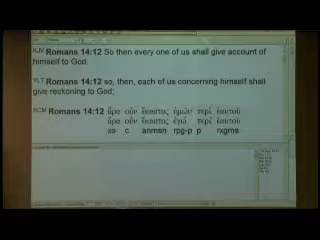 KJV Romans 14:12 So then every one of us shall give account of
himself to God.
YLT Romans 14:12 so, then, each of us concerning himself shall
give reckoning to God;
Romans 14:12 ἄρα οὖν ἕκαστος ἡμῶν περὶ ἑαυτοῦ
ἄρα οὖν ἕκαστος ἐγώ περί ἑαυτοῦ
xo c anmsn rpg-p p rxgms